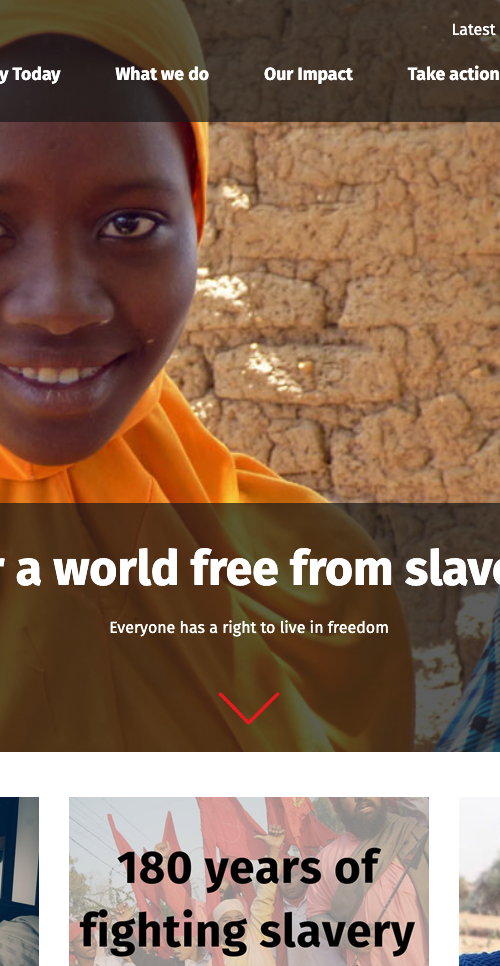 Latest
y Today What we do Our Impact Take action
r a world free from slave
Everyone has a right to live in freedom
180 years of
fighting slavery